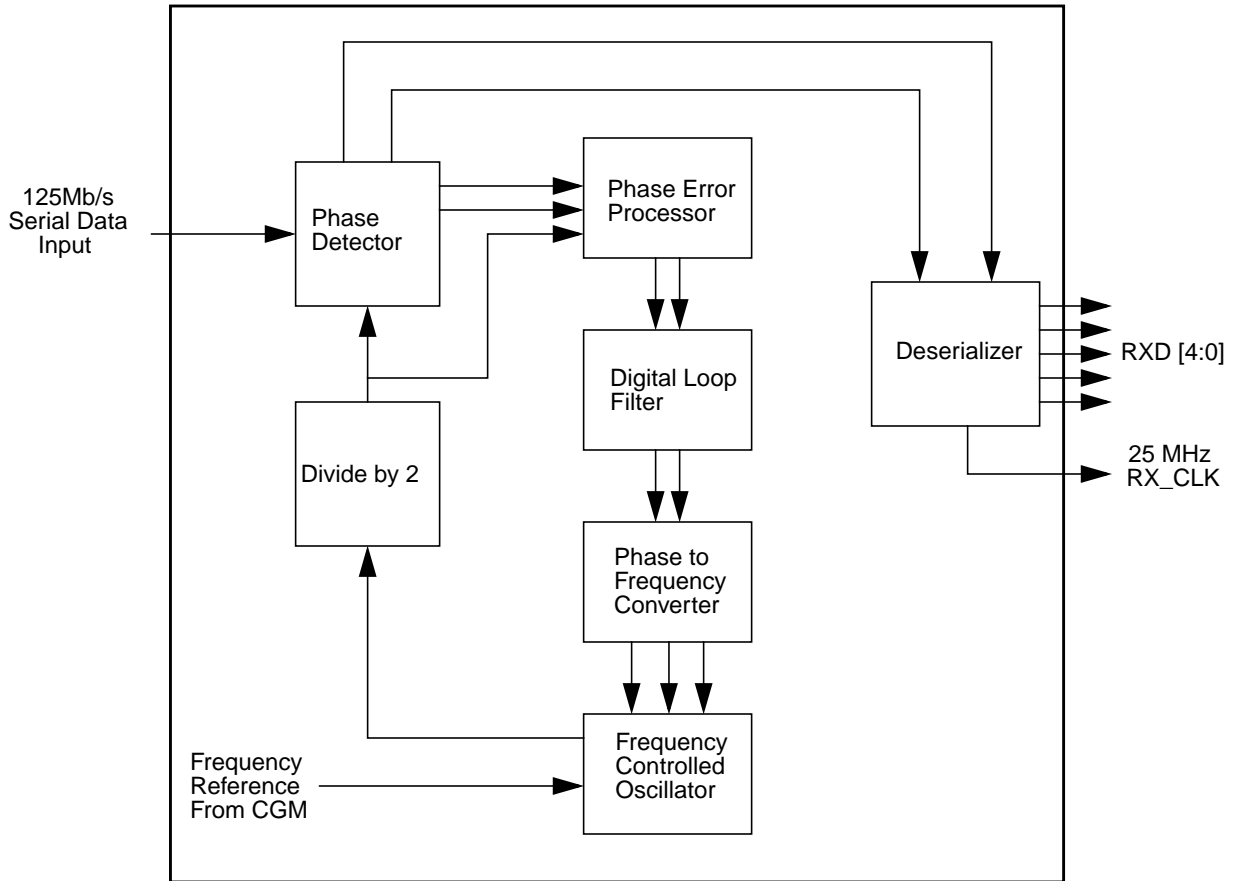 125Mb/s
Serial Data
Input
Phase
Detector
Phase Error
Processor
Deserializer
RXD [4:0]
Digital Loop
Filter
Divide by 2
25 MHz
RX_CLK
Phase to
Frequency
Converter
Frequency
Reference
From CGM
Frequency
Controlled
Oscillator